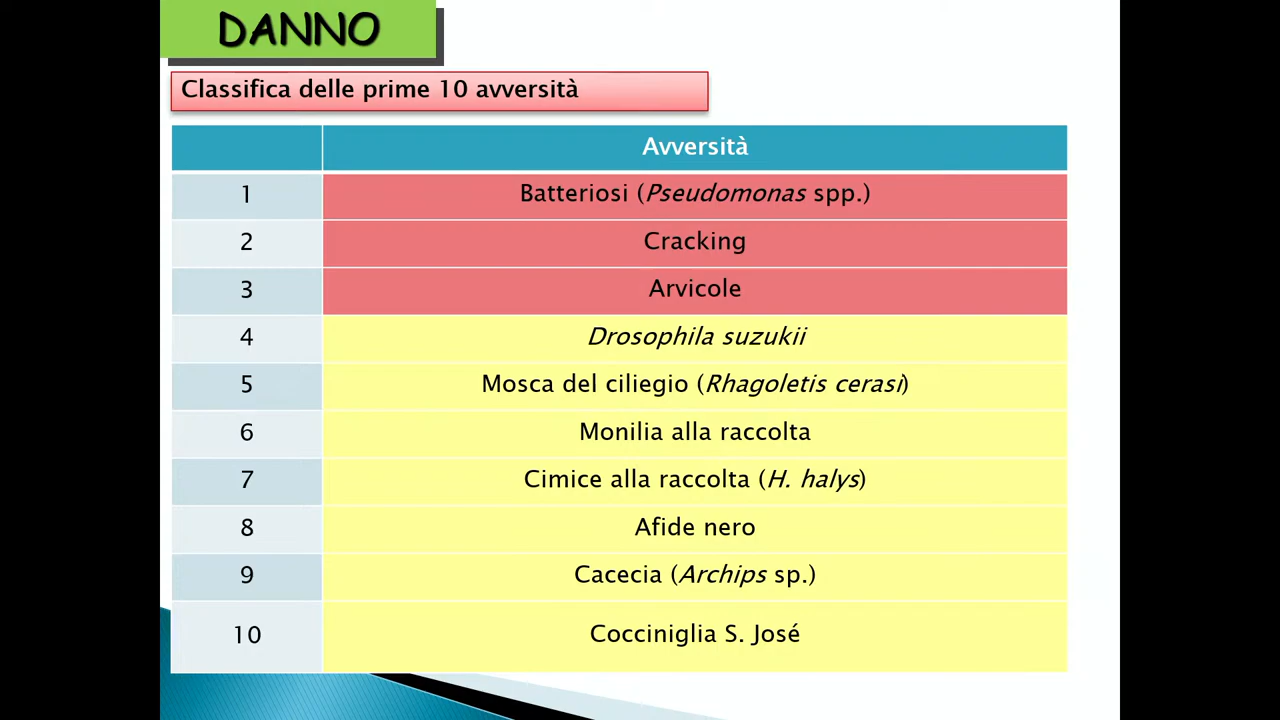 DANNO
Classifica delle prime 10 avversità
Avversità
1 Batteriosi (Pseudomonas spp.)
2 Cracking
3 Arvicole
4 Drosophila suzukii
5 Mosca del ciliegio (Rhagoletis cerasi)
6 Monilia alla raccolta
7 Cimice alla raccolta (H. halys)
8 Afide nero
9 Cacecia (Archips sp.)
10 Cocciniglia S. José